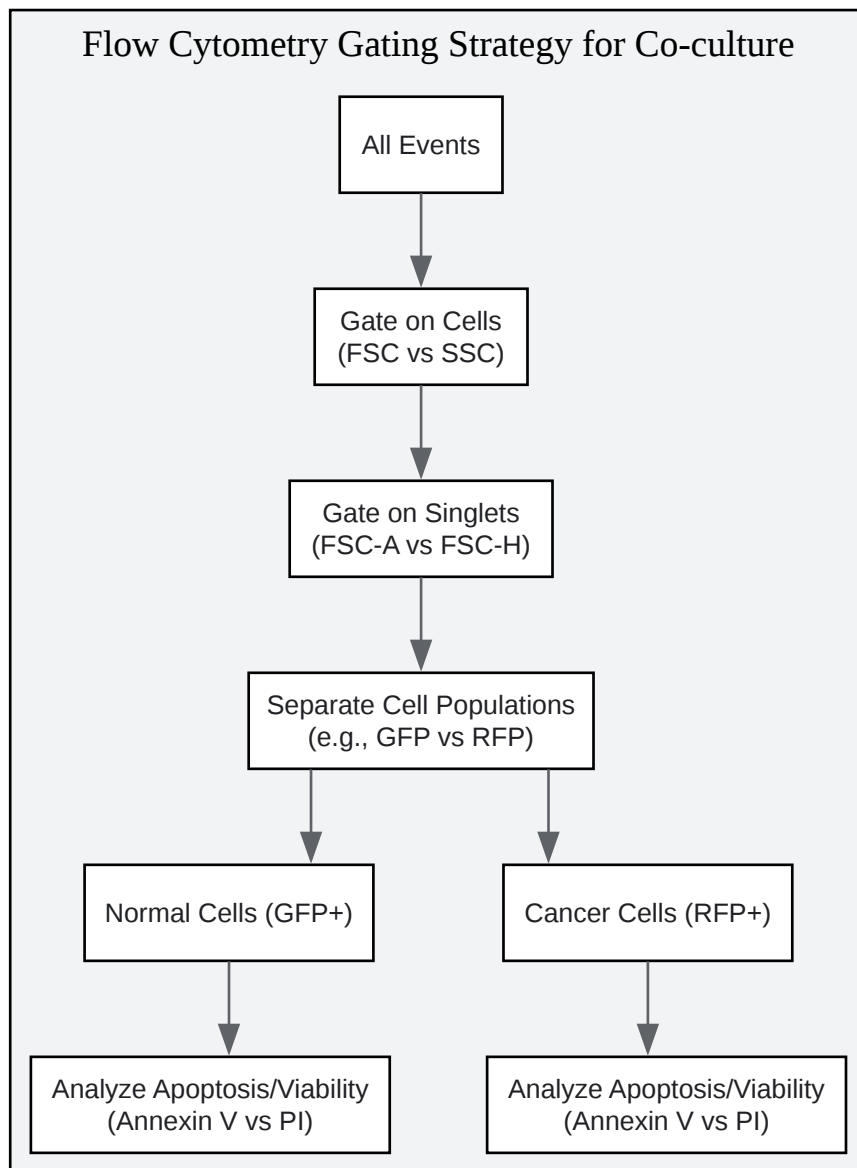 Flow Cytometry Gating Strategy for Co-culture
All Events
Gate on Cells
(FSC vs SSC)
Gate on Singlets
(FSC-A vs FSC-H)
Separate Cell Populations
(e.g., GFP vs RFP)
Normal Cells (GFP+)
Cancer Cells (RFP+)
Analyze Apoptosis/Viability
(Annexin V vs PI)
Analyze Apoptosis/Viability
(Annexin V vs PI)